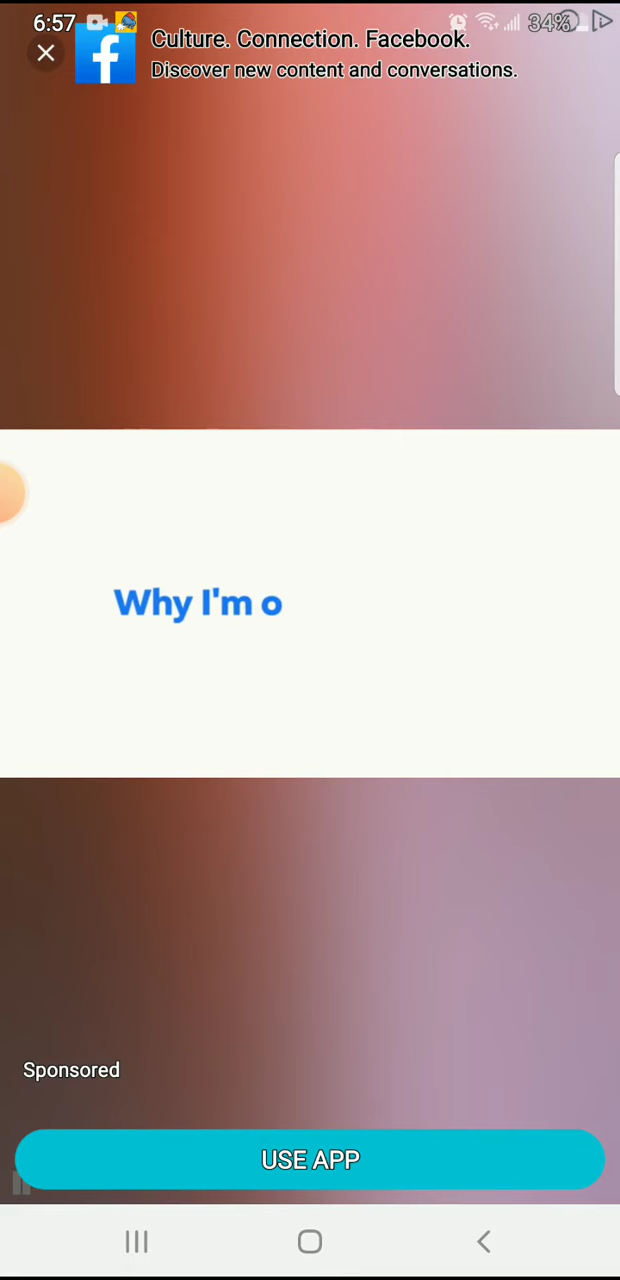 6:57
34%
Culture. Connection. Facebook.
Discover new content and conversations.
Why I'm o
Sponsored
USE APP